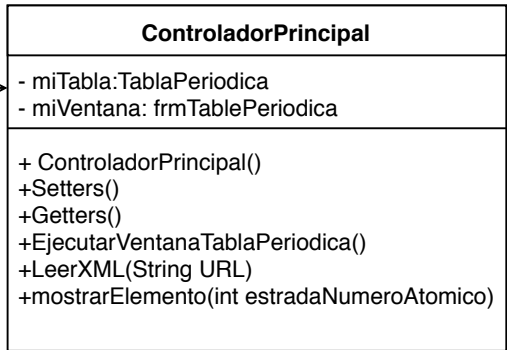 ControladorPrincipal
- miTabla:TablaPeriodica
- miVentana: frmTablePeriodica
+ ControladorPrincipal()
+Setters()
+Getters()
+EjecutarVentanaTablaPeriodica()
+LeerXML(String URL)
+mostrarElemento(int estradaNumeroAtomico)